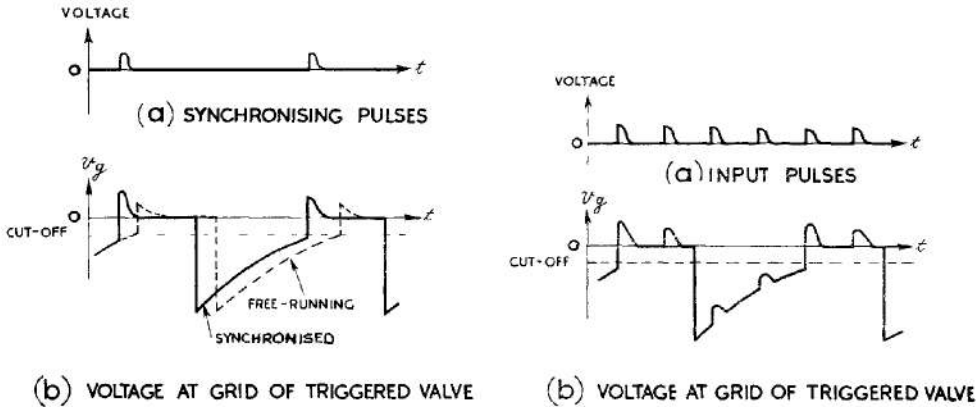 VOLTAGE
O
t
(a) SYNCHRONISING PULSES
vg
O
t
CUT-OFF
FREE-RUNNING
SYNCHRONISED
(b) VOLTAGE AT GRID OF TRIGGERED VALVE
VOLTAGE
O
t
(a) INPUT PULSES
vg
O
t
CUT-OFF
(b) VOLTAGE AT GRID OF TRIGGERED VALVE